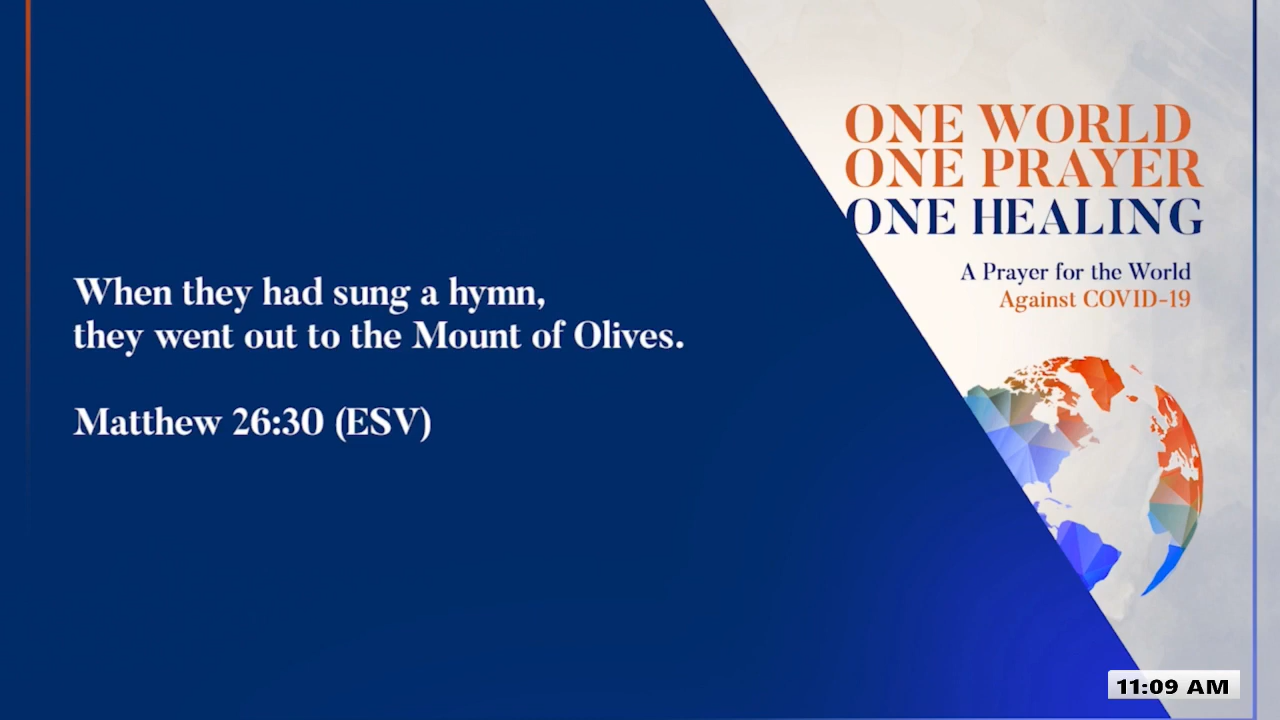 When they had sung a hymn,
they went out to the Mount of Olives.
Matthew 26:30 (ESV)
ONE WORLD
ONE PRAYER
ONE HEALING
A Prayer for the World
Against COVID-19
11:09 AM